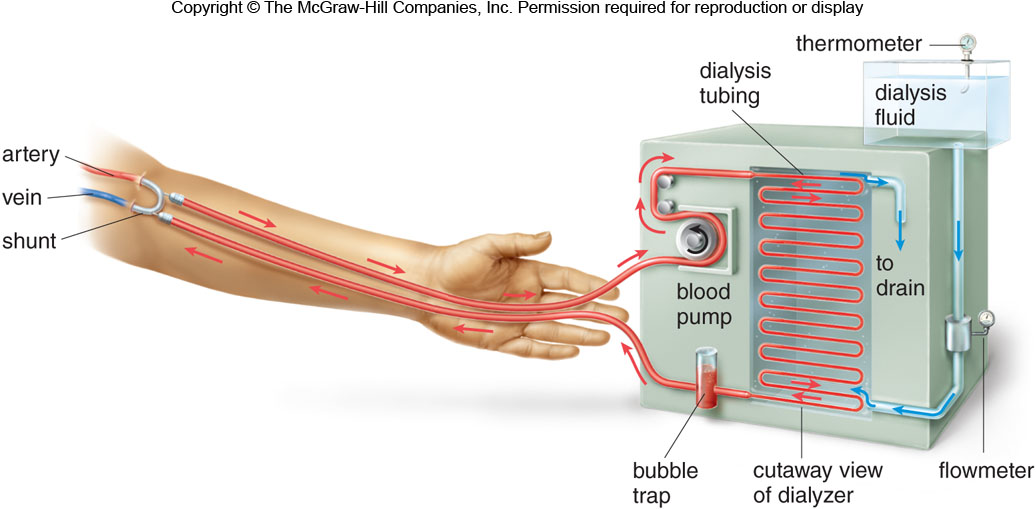 Copyright © The McGraw-Hill Companies, Inc. Permission required for reproduction or display
thermometer
dialysis
tubing
dialysis
fluid
artery
vein
shunt
to
drain
blood
pump
bubble
trap
cutaway view
of dialyzer
flowmeter